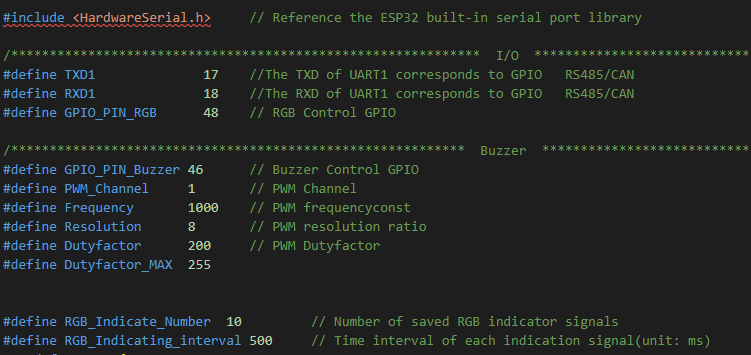 #include <HardwareSerial.h>     // Reference the ESP32 built-in serial port library
/*************************************************************  I/O  ****************************
#define TXD1              17    //The TXD of UART1 corresponds to GPIO   RS485/CAN
#define RXD1              18    //The RXD of UART1 corresponds to GPIO   RS485/CAN
#define GPIO_PIN_RGB      48    // RGB Control GPIO
/***********************************************************  Buzzer  ***************************
#define GPIO_PIN_Buzzer 46      // Buzzer Control GPIO
#define PWM_Channel     1       // PWM Channel
#define Frequency       1000    // PWM frequencyconst
#define Resolution      8       // PWM resolution ratio
#define Dutyfactor      200     // PWM Dutyfactor
#define Dutyfactor_MAX  255
#define RGB_Indicate_Number  10         // Number of saved RGB indicator signals
#define RGB_Indicating_interval 500     // Time interval of each indication signal(unit: ms)